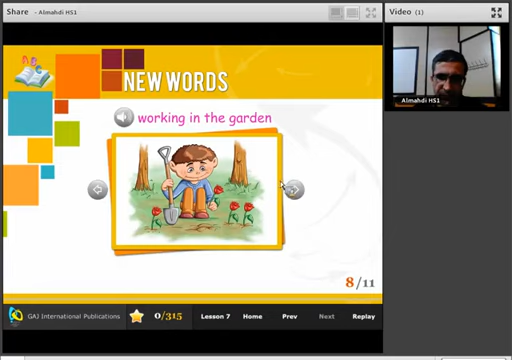 Share - Almahdi HS1
Video (1)
NEW WORDS
Almahdi HS1
working in the garden
8/11
GAJ International Publications
0/315
Lesson 7
Home
Prev
Next
Replay